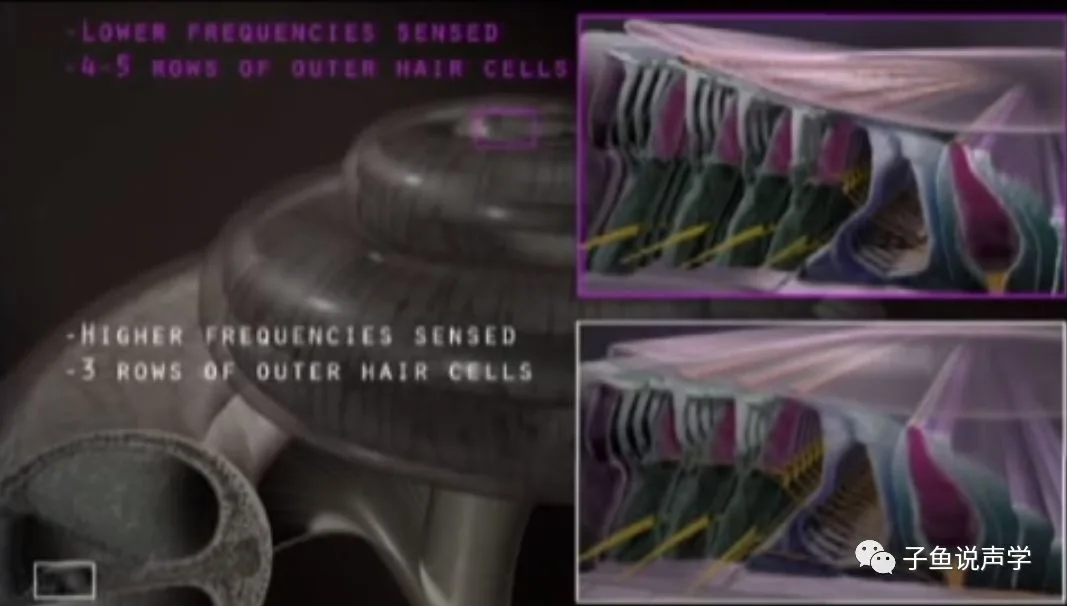 -LOWER FREQUENCIES SENSED
-4-5 ROWS OF OUTER HAIR CELLS
-HIGHER FREQUENCIES SENSED
-3 ROWS OF OUTER HAIR CELLS
子鱼说声学